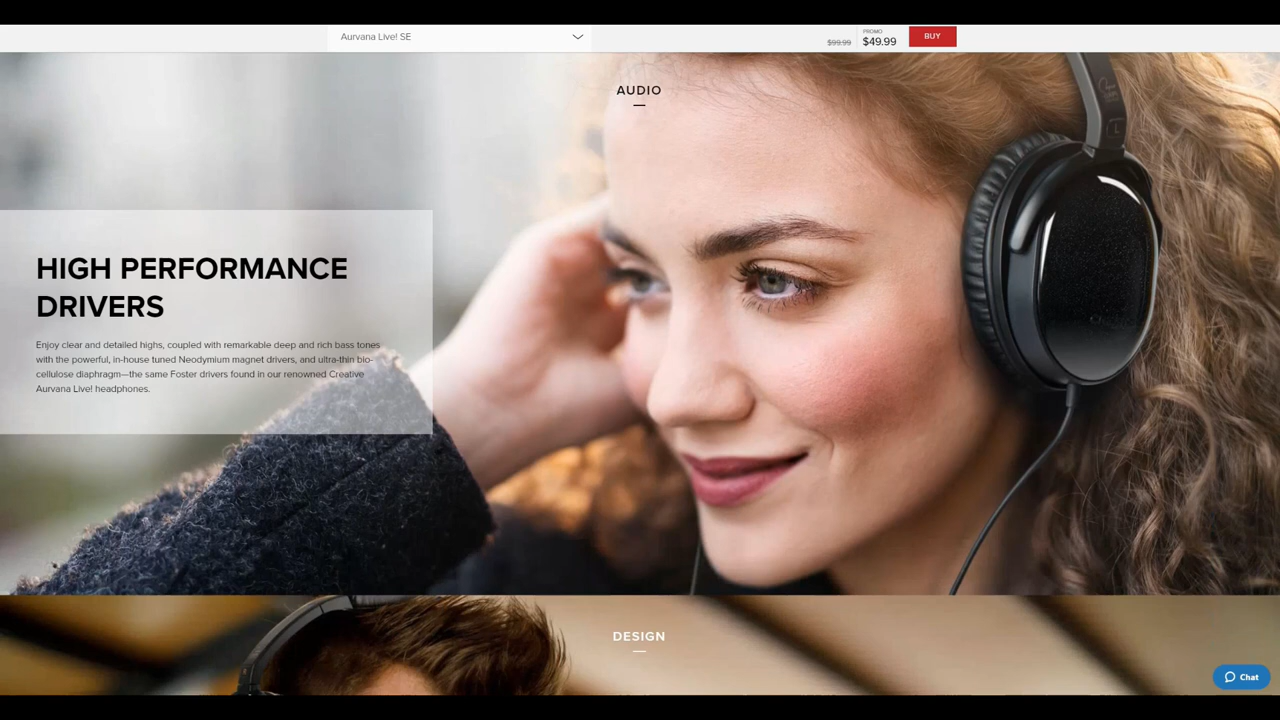 Aurvana Live! SE
$99.99
PROMO
$49.99
BUY
AUDIO
L
HIGH PERFORMANCE
DRIVERS
Enjoy clear and detailed highs, coupled with remarkable deep and rich bass tones
with the powerful, in-house tuned Neodymium magnet drivers, and ultra-thin bio-
cellulose diaphragm—the same Foster drivers found in our renowned Creative
Aurvana Live! headphones.
DESIGN
Chat